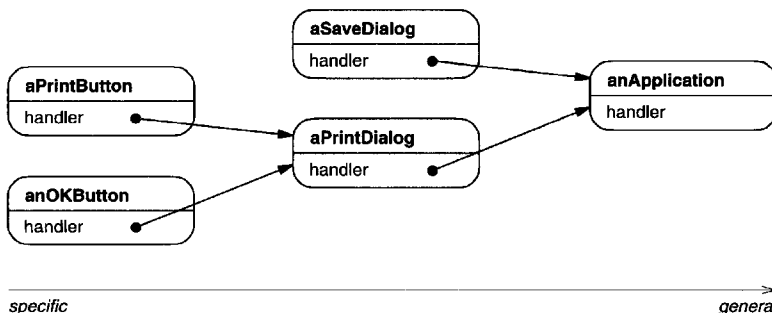 aSaveDialog
handler
aPrintButton
handler
anApplication
handler
aPrintDialog
handler
anOKButton
handler
specific
genera